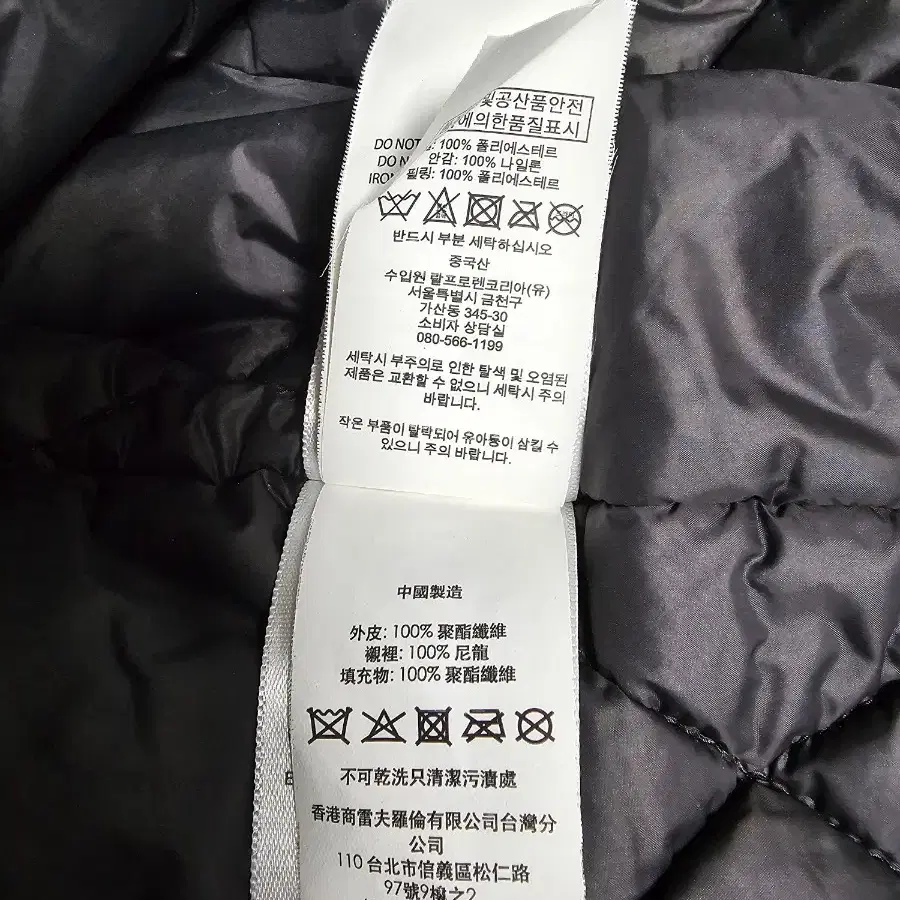 및공산품안전
에의한품질표시
DO NOT
100% 폴리에스테르
DO N
안감: 100% 나일론
IRON
필링: 100% 폴리에스테르
반드시 부분 세탁하십시오
중국산
수입원 랄프로렌코리아(유)
서울특별시 금천구
가산동 345-30
소비자 상담실
080-566-1199
세탁시 부주의로 인한 탈색 및 오염된
제품은 교환할 수 없으니 세탁시 주의
바랍니다.
작은 부품이 탈락되어 유아동이 삼킬 수
있으니 주의 바랍니다.
中國製造
外皮: 100% 聚酯纖維
襯裡: 100% 尼龍
填充物: 100% 聚酯纖維
不可乾洗只清潔污漬處
香港商雷夫羅倫有限公司台灣分
公司
110 台北市信義區松仁路
97號9樓之2